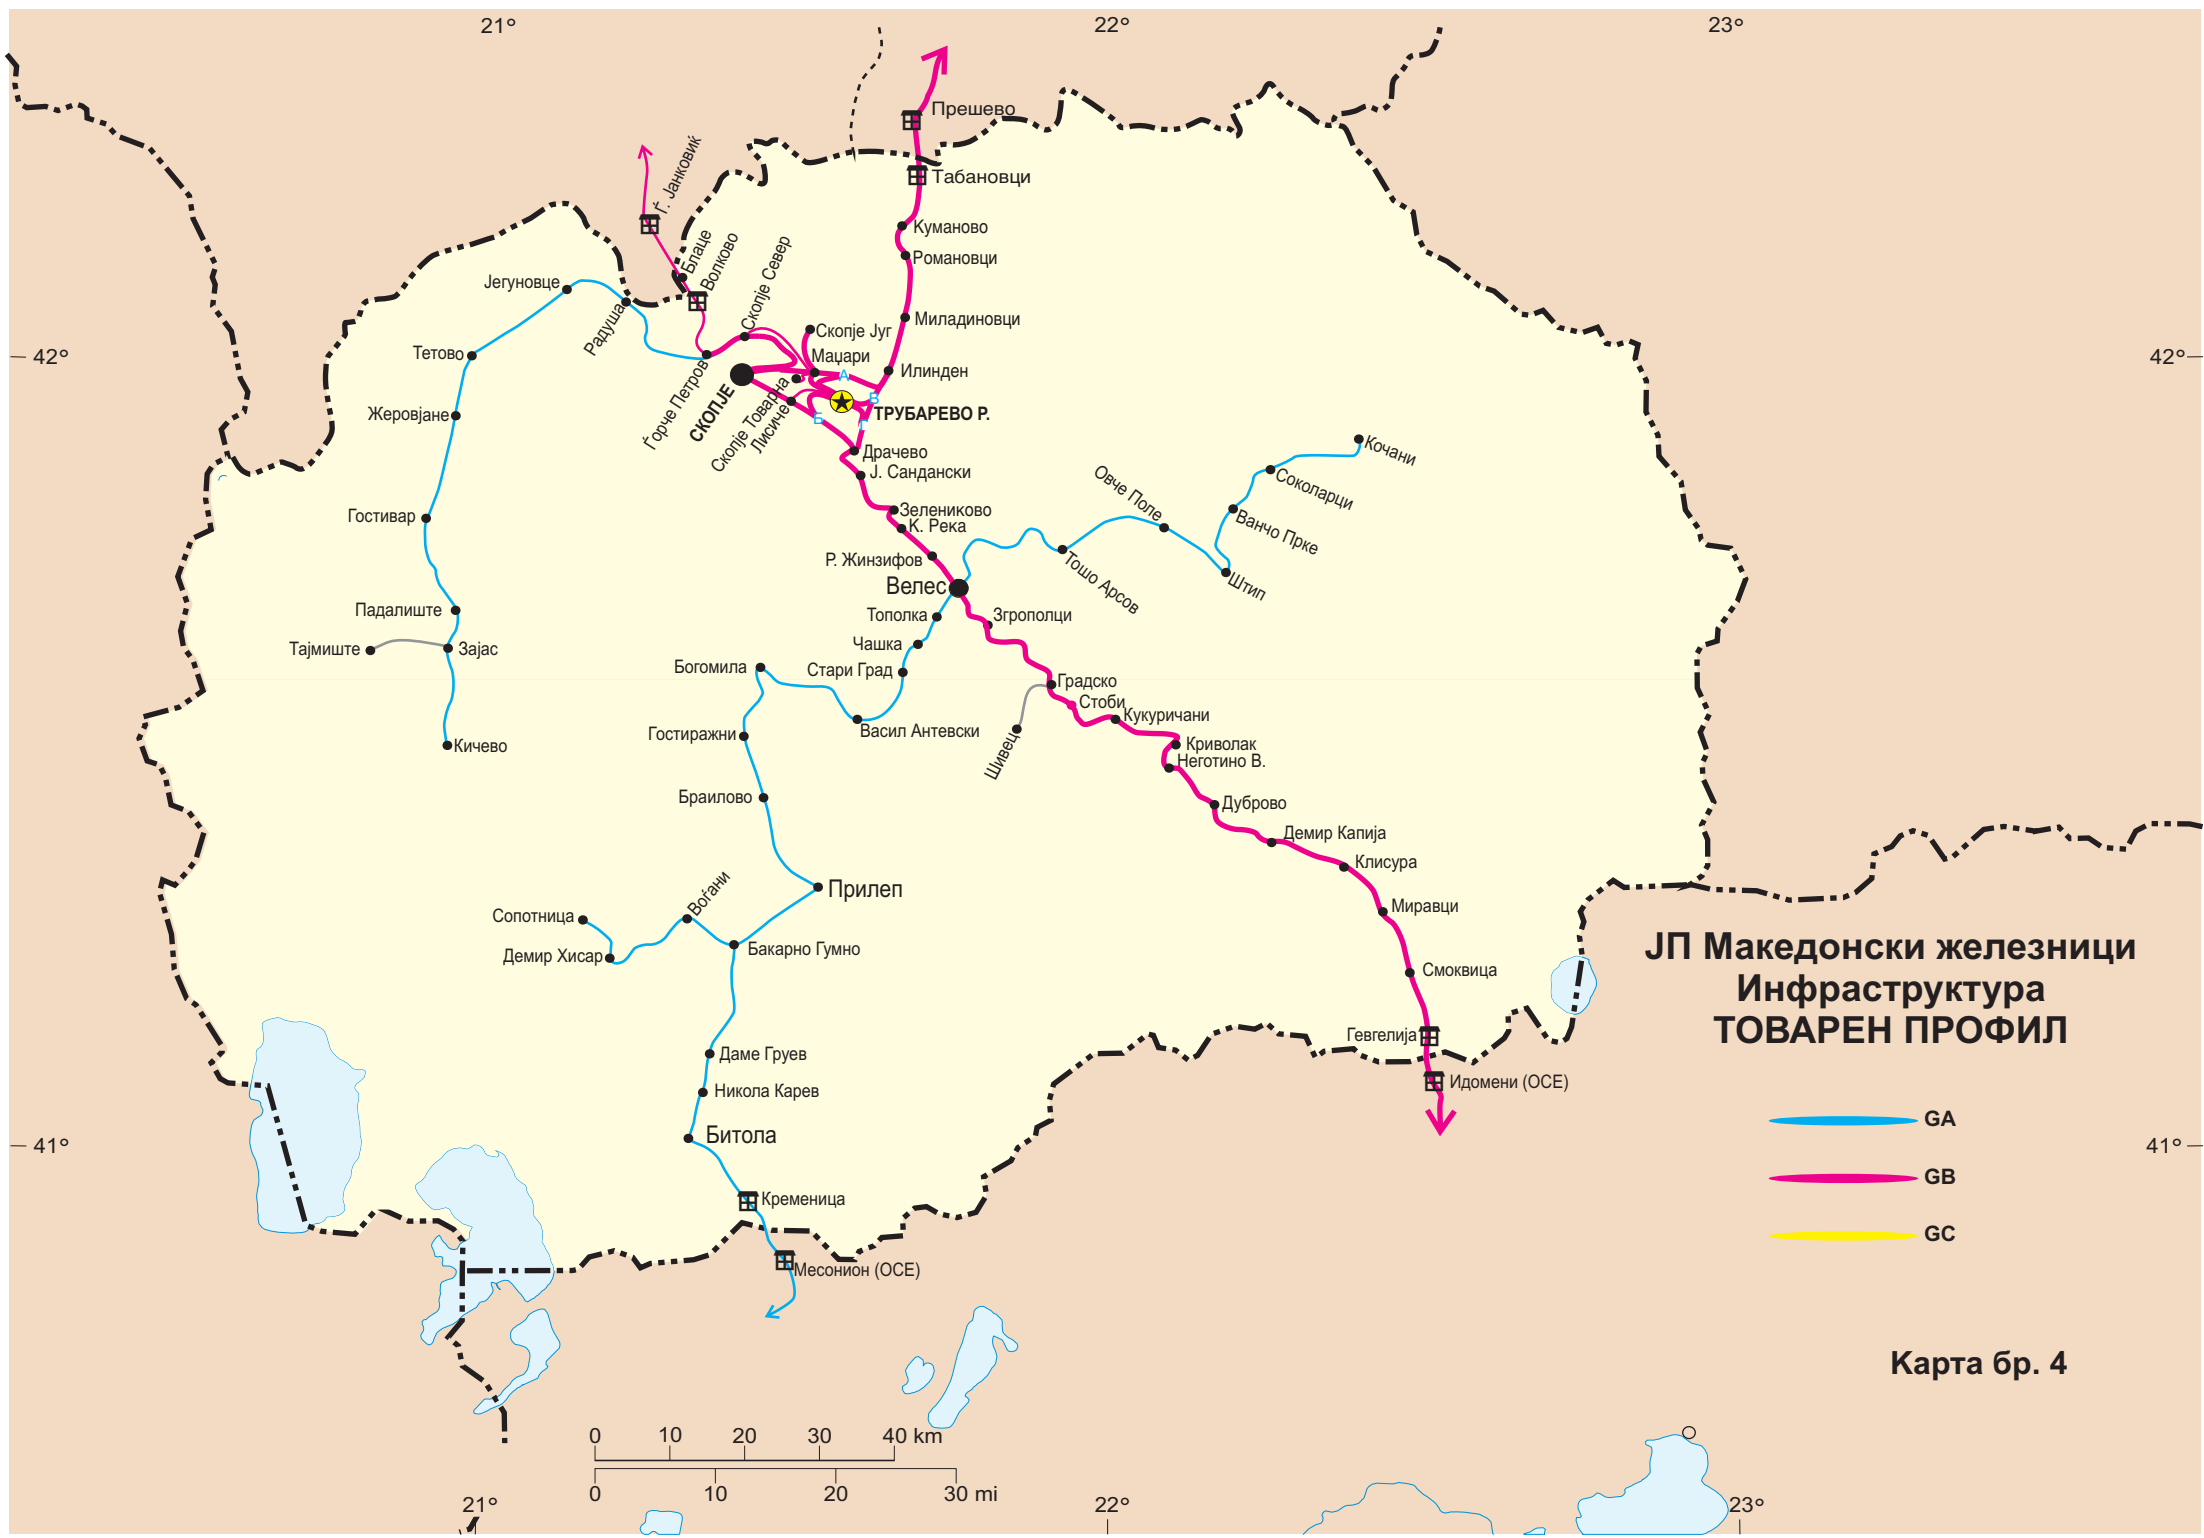 21°
22°
23°
Прешево
Табановци
Ѓ. Јанковиќ
Блаце
Волково
Скопје Север
Куманово
Романовци
Јегуновце
Радуша
Миладиновци
Скопје Југ
42°
42°
Тетово
Маџари
Илинден
А
В
Б
Г
Ѓорче Петров
СКОПЈЕ
Скопје Товарна
Лисиче
ТРУБАРЕВО Р.
Жеровјане
Драчево
Ј. Сандански
Кочани
Соколарци
Овче Поле
Ванчо Прке
Гостивар
Зелениково
К. Река
Р. Жинзифов
Велес
Тошо Арсов
Штип
Падалиште
Тополка
Згрополци
Тајмиште
Зајас
Чашка
Богомила
Стари Град
Градско
Стоби
Кукуричани
Гостиражни
Васил Антевски
Шивец
Кичево
Криволак
Неготино В.
Браилово
Дуброво
Демир Капија
Клисура
Прилеп
Воѓани
Сопотница
Миравци
Демир Хисар
Бакарно Гумно
Смоквица
ЈП Македонски железници
Инфраструктура
ТОВАРЕН ПРОФИЛ
Гевгелија
Даме Груев
Идомени (ОСЕ)
Никола Карев
GA
Битола
41°
41°
GB
Кременица
GC
Месонион (ОСЕ)
Карта бр. 4
0 10 20 30 40 km
0 10 20 30 mi
21°
22°
23°